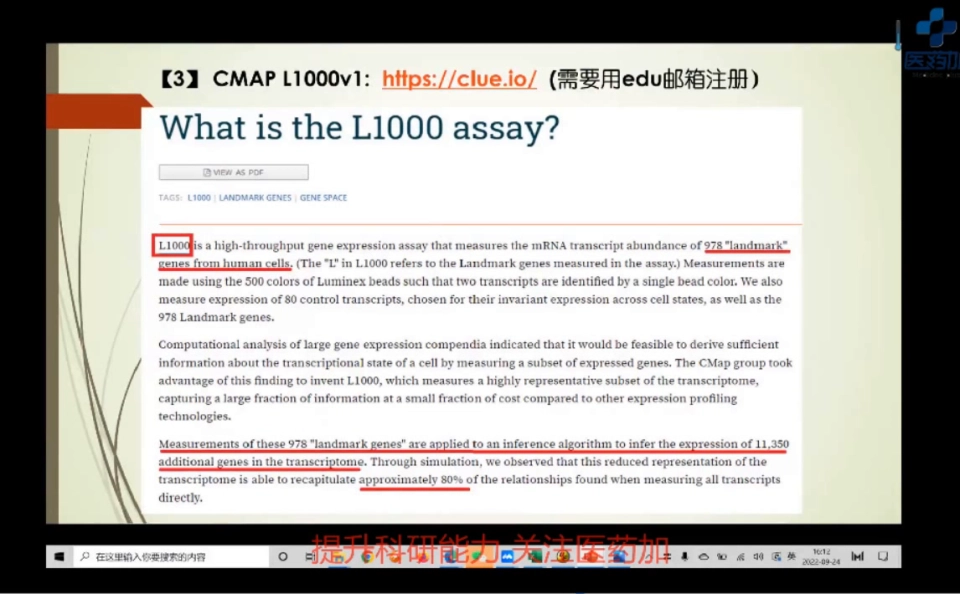 医药加
【3】 CMAP L1000v1: https://clue.io/ (需要用edu邮箱注册)
What is the L1000 assay?
VIEW AS PDF
TAGS: L1000 | LANDMARK GENES | GENE SPACE
L1000 is a high-throughput gene expression assay that measures the mRNA transcript abundance of 978 "landmark"
genes from human cells. (The "L" in L1000 refers to the Landmark genes measured in the assay.) Measurements are
made using the 500 colors of Luminex beads such that two transcripts are identified by a single bead color. We also
measure expression of 80 control transcripts, chosen for their invariant expression across cell states, as well as the
978 Landmark genes.
Computational analysis of large gene expression compendia indicated that it would be feasible to derive sufficient
information about the transcriptional state of a cell by measuring a subset of expressed genes. The CMap group took
advantage of this finding to invent L1000, which measures a highly representative subset of the transcriptome,
capturing a large fraction of information at a small fraction of cost compared to other expression profiling
technologies.
Measurements of these 978 "landmark genes" are applied to an inference algorithm to infer the expression of 11,350
additional genes in the transcriptome. Through simulation, we observed that this reduced representation of the
transcriptome is able to recapitulate approximately 80% of the relationships found when measuring all transcripts
directly.
在这里输入你要搜索的内容
提升科研能力 关注医药加
英
16:12
2022-09-24